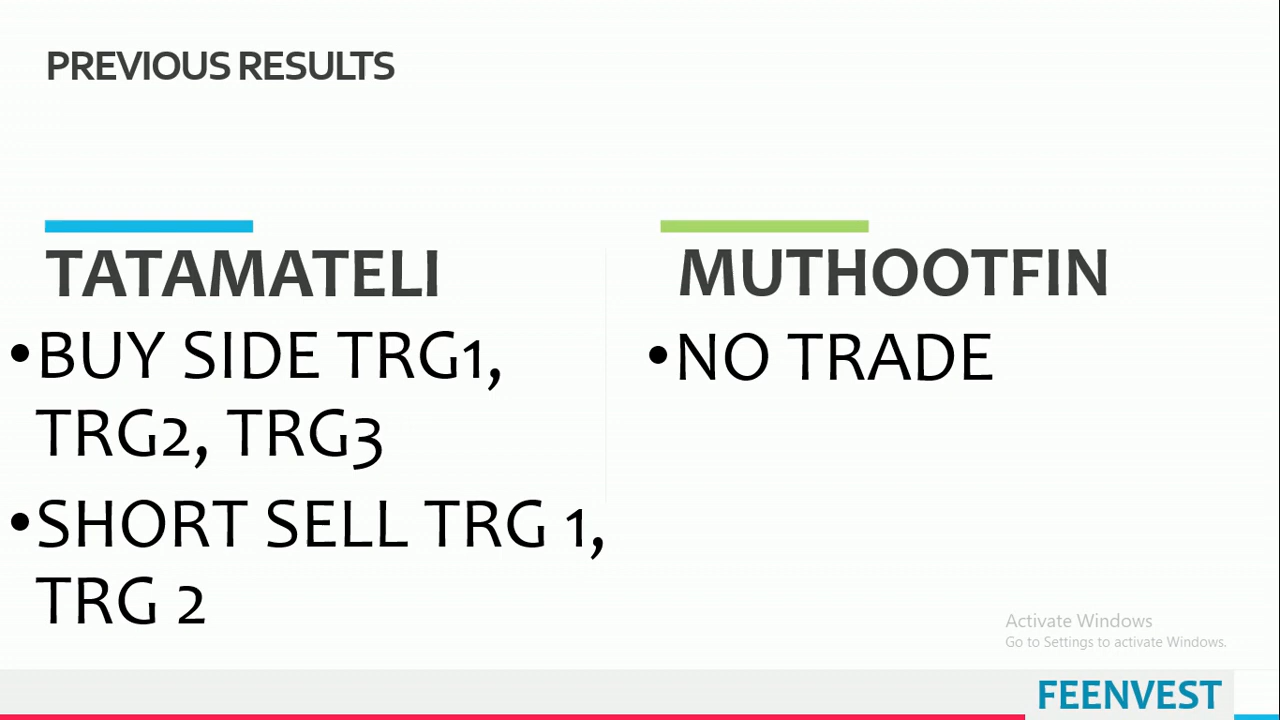 PREVIOUS RESULTS
TATAMATELI
•BUY SIDE TRG1,
TRG2, TRG3
•SHORT SELL TRG 1,
TRG 2
MUTHOOTFIN
•NO TRADE
Activate Windows
Go to Settings to activate Windows.
FEENVEST